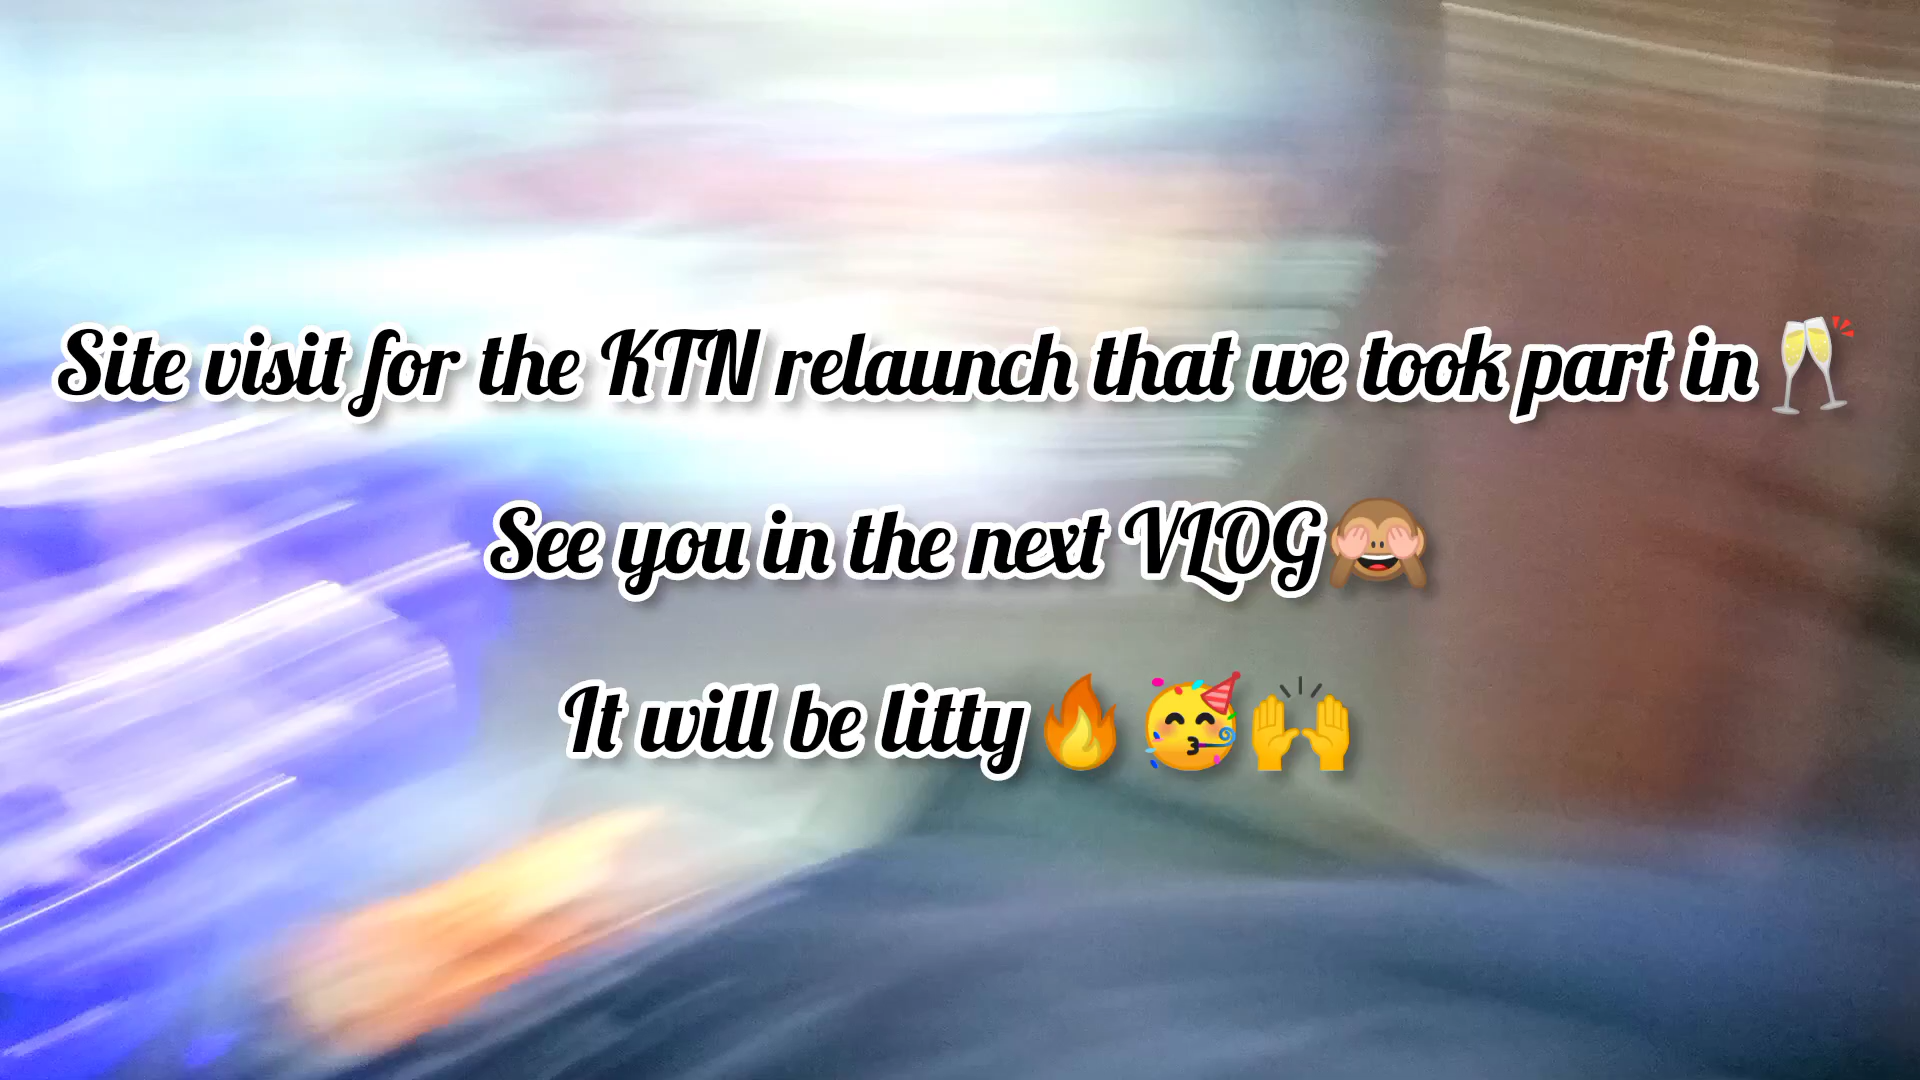 Site visit for the KTN relaunch that we took part in 🥂
See you in the next VLOG🙈
It will be litty 🔥🥳🙌